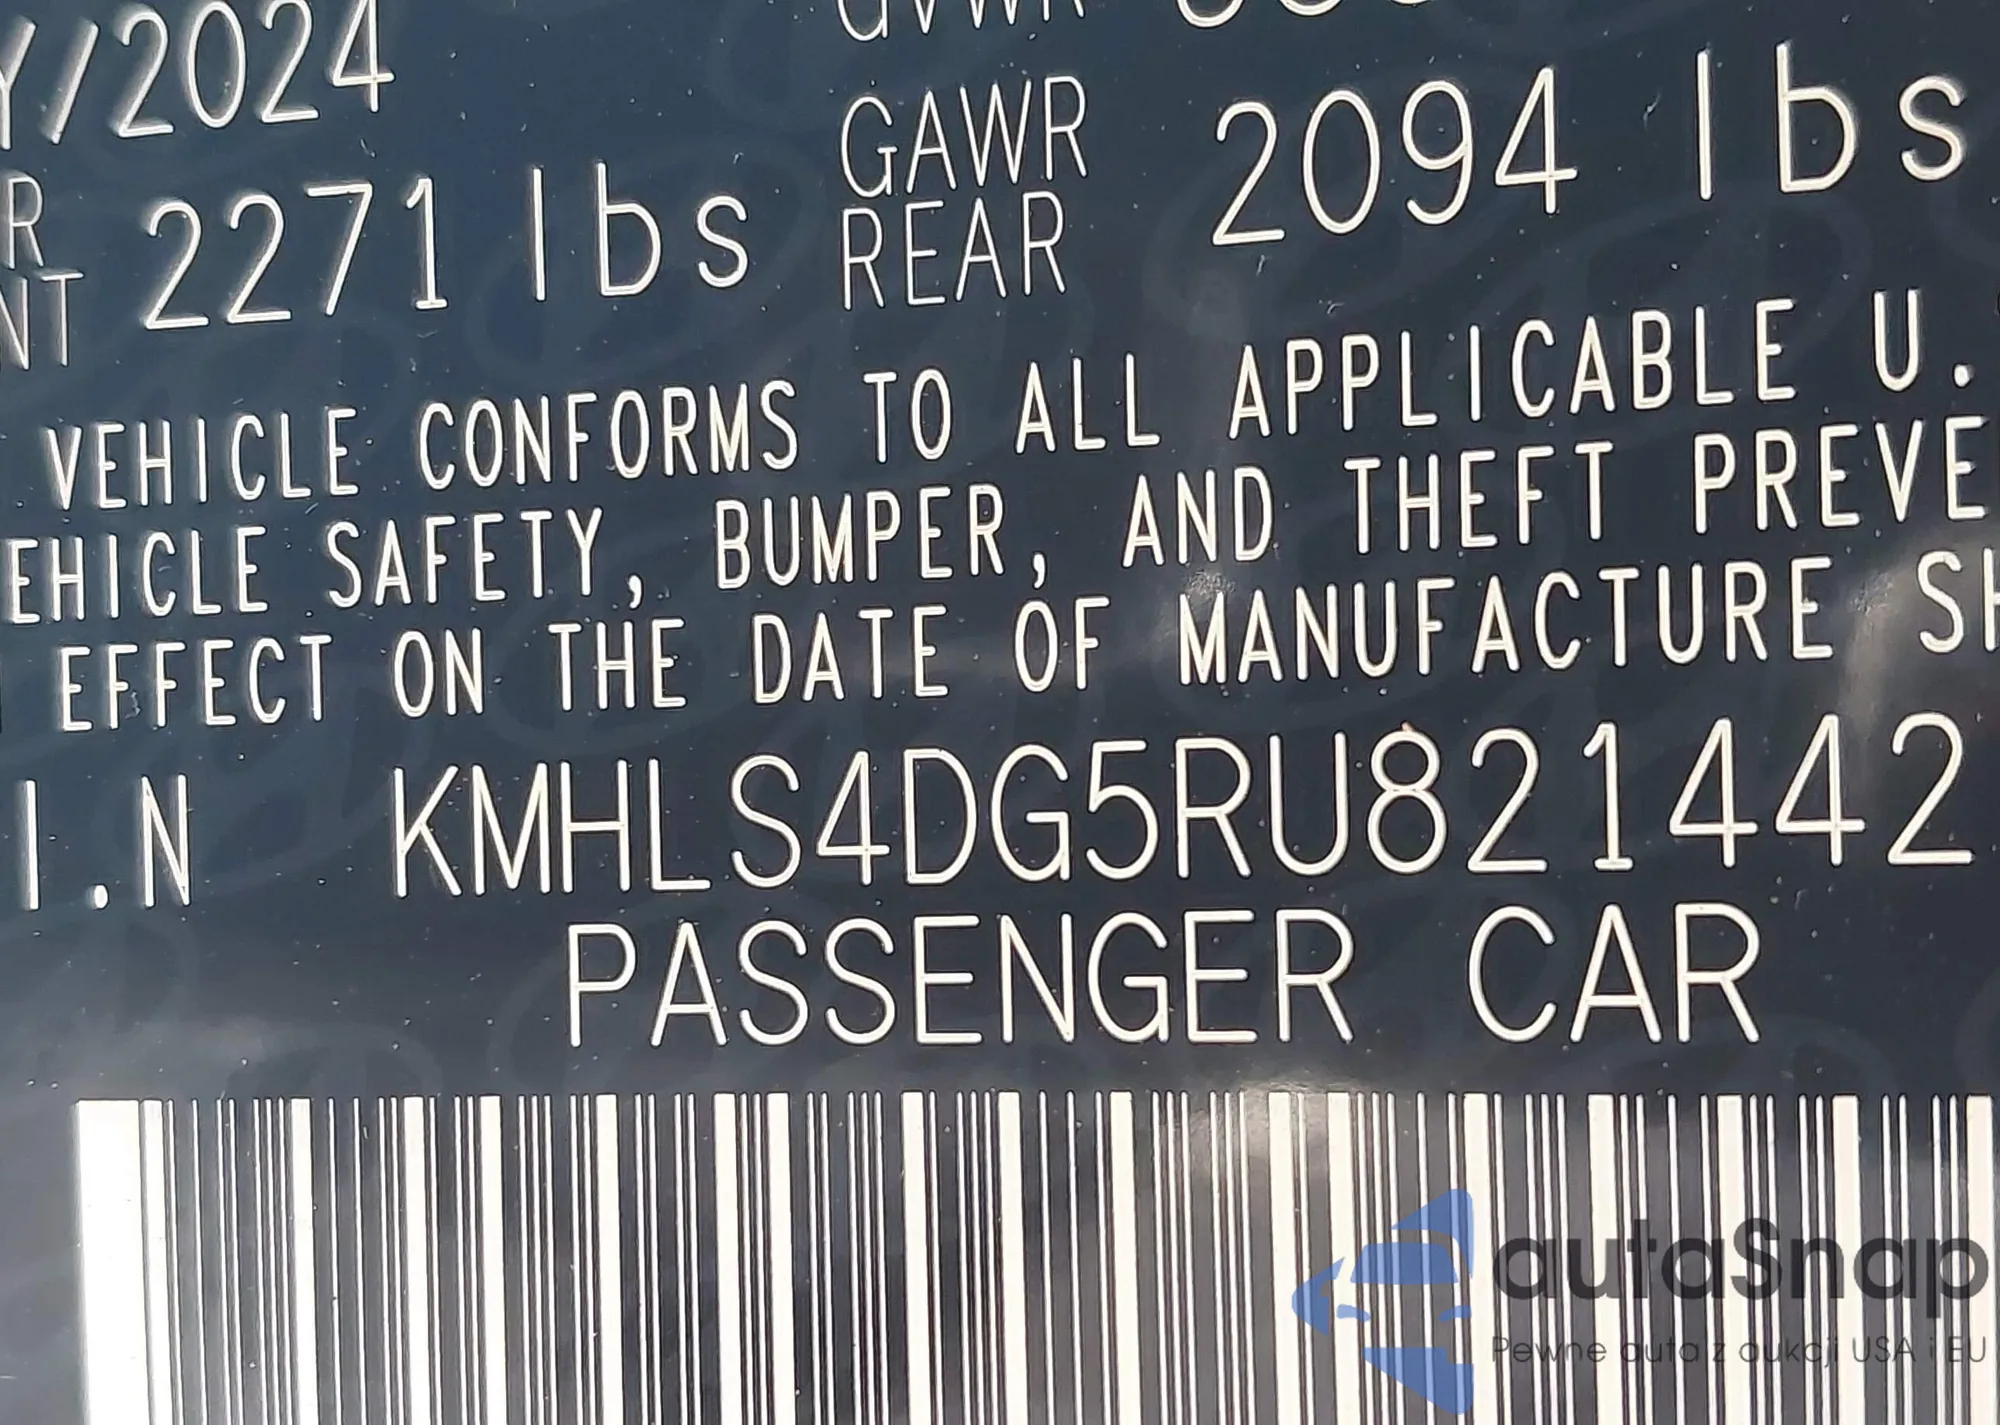 Y/2024
GVWR
GAWR
REAR 2094 lbs
R
NT 2271 lbs
VEHICLE CONFORMS TO ALL APPLICABLE U.
EHICLE SAFETY, BUMPER, AND THEFT PREVE
EFFECT ON THE DATE OF MANUFACTURE SH
I.N KMHLS4DG5RU821442
PASSENGER CAR
autaSnap
Pewne auta z aukcji USA i EU